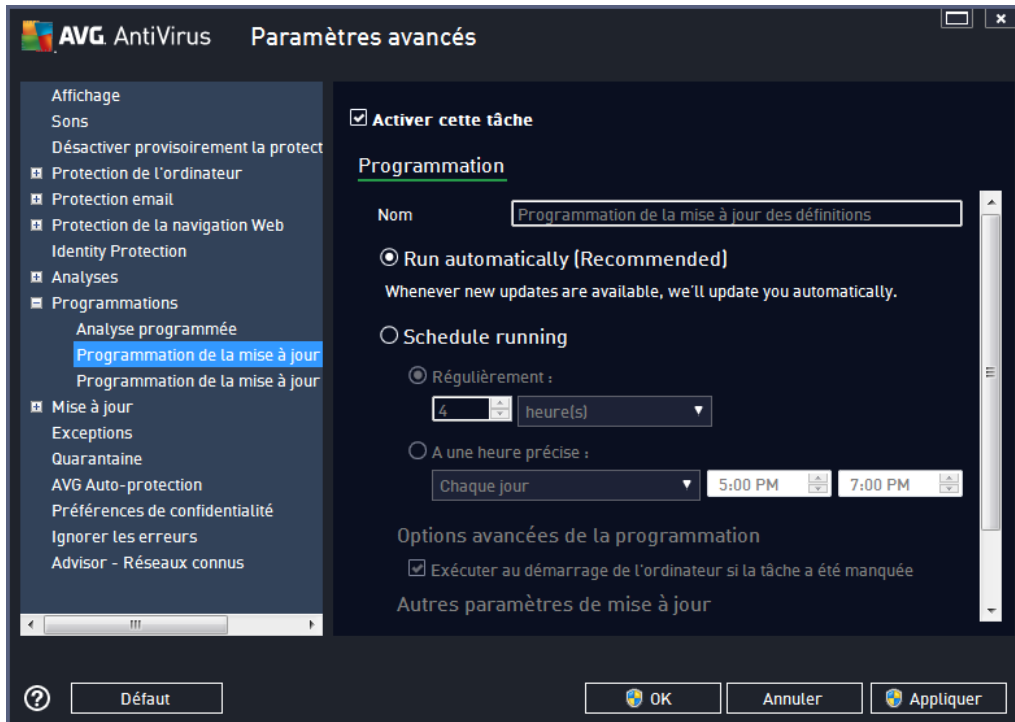 AVG AntiVirus Paramètres avancés
Affichage
Sons
Désactiver provisoirement la protect
Protection de l'ordinateur
Protection email
Protection de la navigation Web
Identity Protection
Analyses
Programmations
Analyse programmée
Programmation de la mise à jour
Programmation de la mise à jour
Mise à jour
Exceptions
Quarantaine
AVG Auto-protection
Préférences de confidentialité
Ignorer les erreurs
Advisor - Réseaux connus
Activer cette tâche
Programmation
Nom Programmation de la mise à jour des définitions
Run automatically (Recommended)
Whenever new updates are available, we'll update you automatically.
Schedule running
Régulièrement :
4 heure(s)
A une heure précise :
Chaque jour 5:00 PM 7:00 PM
Options avancées de la programmation
Exécuter au démarrage de l'ordinateur si la tâche a été manquée
Autres paramètres de mise à jour
? Défaut OK Annuler Appliquer